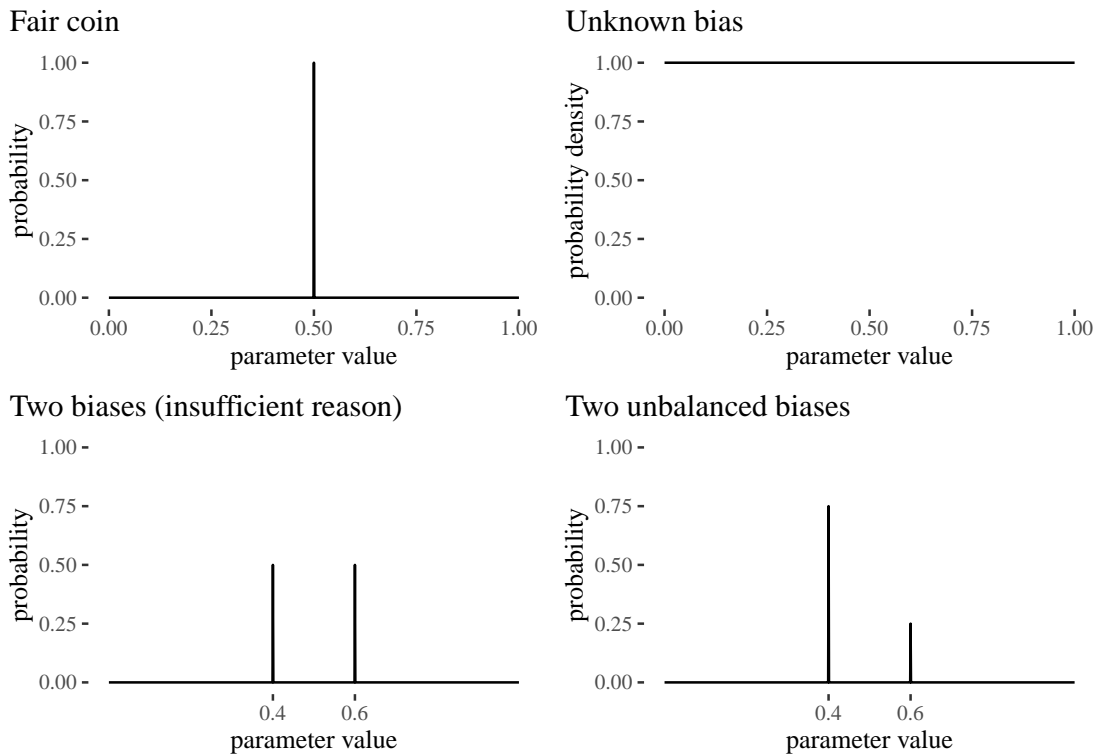 Fair coin
1.00
0.75
0.50
0.25
0.00
probability
0.00 0.25 0.50 0.75 1.00
parameter value
Unknown bias
1.00
0.75
0.50
0.25
0.00
probability density
0.00 0.25 0.50 0.75 1.00
parameter value
Two biases (insufficient reason)
1.00
0.75
0.50
0.25
0.00
probability
0.4 0.6
parameter value
Two unbalanced biases
1.00
0.75
0.50
0.25
0.00
probability
0.4 0.6
parameter value